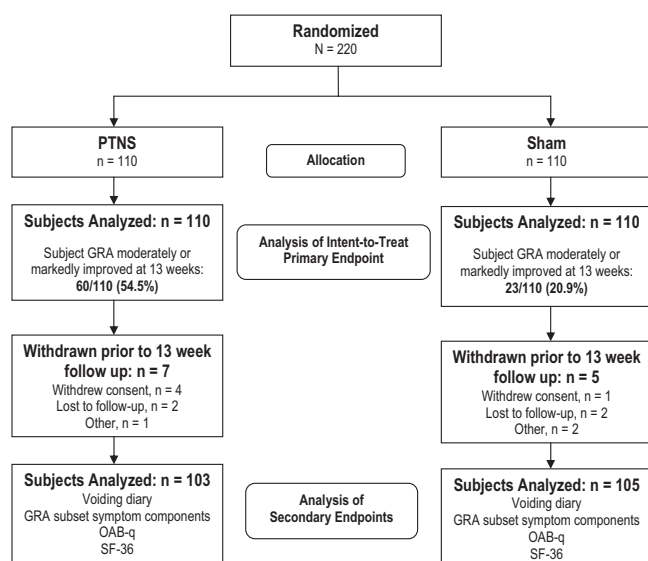 Randomized
N = 220
PTNS
n = 110
Allocation
Sham
n = 110
Subjects Analyzed: n = 110
Subject GRA moderately or
markedly improved at 13 weeks:
60/110 (54.5%)
Analysis of Intent-to-Treat
Primary Endpoint
Subjects Analyzed: n = 110
Subject GRA moderately or
markedly improved at 13 weeks:
23/110 (20.9%)
Withdrawn prior to 13 week
follow up: n = 7
Withdrew consent, n = 4
Lost to follow-up, n = 2
Other, n = 1
Withdrawn prior to 13 week
follow up: n = 5
Withdrew consent, n = 1
Lost to follow-up, n = 2
Other, n = 2
Subjects Analyzed: n = 103
Voiding diary
GRA subset symptom components
OAB-q
SF-36
Analysis of
Secondary Endpoints
Subjects Analyzed: n = 105
Voiding diary
GRA subset symptom components
OAB-q
SF-36